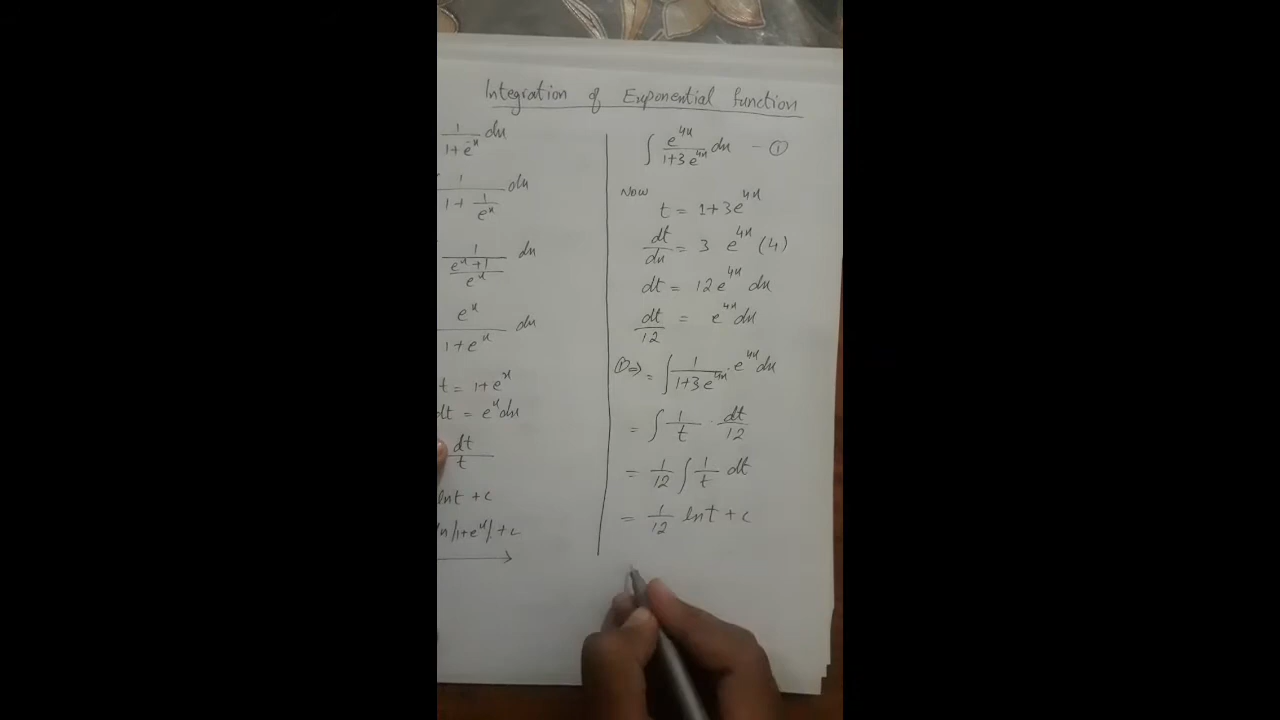 Integration of Exponential function
1/(1+e^-x) dx
1/(1 + 1/e^x) dx
1/((e^x+1)/e^x) dx
e^x/(1+e^x) dx
t = 1+e^x
dt = e^x dx
dt/t
lnt + c
ln|1+e^x| + c
∫ e^4x/(1+3e^4x) dx - ①
Now
t = 1+3e^4x
dt/dx = 3 e^4x (4)
dt = 12e^4x dx
dt/12 = e^4x dx
①⇒ = ∫ 1/(1+3e^4x) · e^4x dx
= ∫ 1/t · dt/12
= 1/12 ∫ 1/t dt
= 1/12 lnt + c